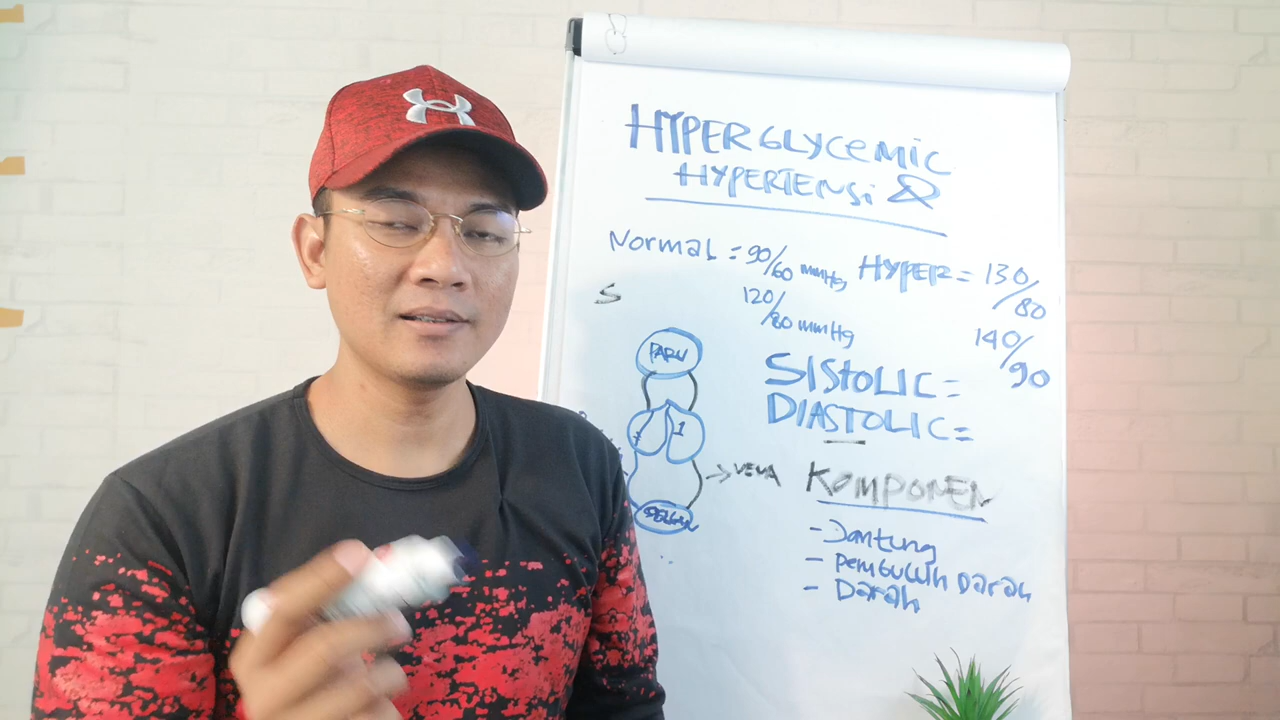 HYPERGLYCEMIC
HYPERTENSi &
Normal = 90/60 mmHg
120/80 mmHg
HYPER = 130/80
140/90
S
PARU
1
VENA
SISTOLIC =
DIASTOLIC =
KOMPONEN
- Jantung
- Pembuluh Darah
- Darah